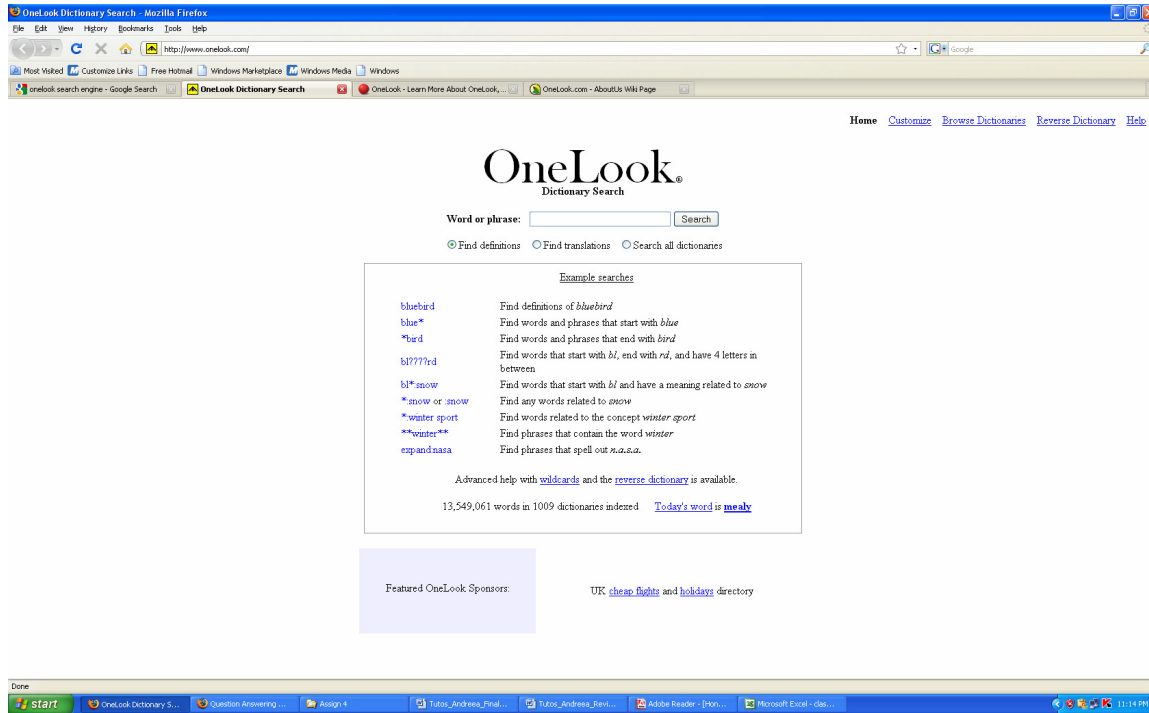 OneLook Dictionary Search - Mozilla Firefox
File Edit View History Bookmarks Tools Help
http://www.onelook.com/ Google
Most Visited Customize Links Free Hotmail Windows Marketplace Windows Media Windows
onelook search engine - Google Search OneLook Dictionary Search OneLook - Learn More About OneLook,... OneLook.com - AboutUs Wiki Page
Home Customize Browse Dictionaries Reverse Dictionary Help
OneLook®
Dictionary Search
Word or phrase: Search
Find definitions Find translations Search all dictionaries
Example searches
bluebird Find definitions of bluebird
blue* Find words and phrases that start with blue
*bird Find words and phrases that end with bird
bl????rd Find words that start with bl, end with rd, and have 4 letters in
between
bl*:snow Find words that start with bl and have a meaning related to snow
*:snow or :snow Find any words related to snow
*:winter sport Find words related to the concept winter sport
**winter** Find phrases that contain the word winter
expand:nasa Find phrases that spell out n.a.s.a.
Advanced help with wildcards and the reverse dictionary is available.
13,549,061 words in 1009 dictionaries indexed Today's word is mealy
Featured OneLook Sponsors: UK cheap flights and holidays directory
Done
start OneLook Dictionary S... Question Answering ... Assign 4 Tutos_Andreea_Final... Tutos_Andreea_Revi... Adobe Reader - [Hon... Microsoft Excel - clas... 11:14 PM